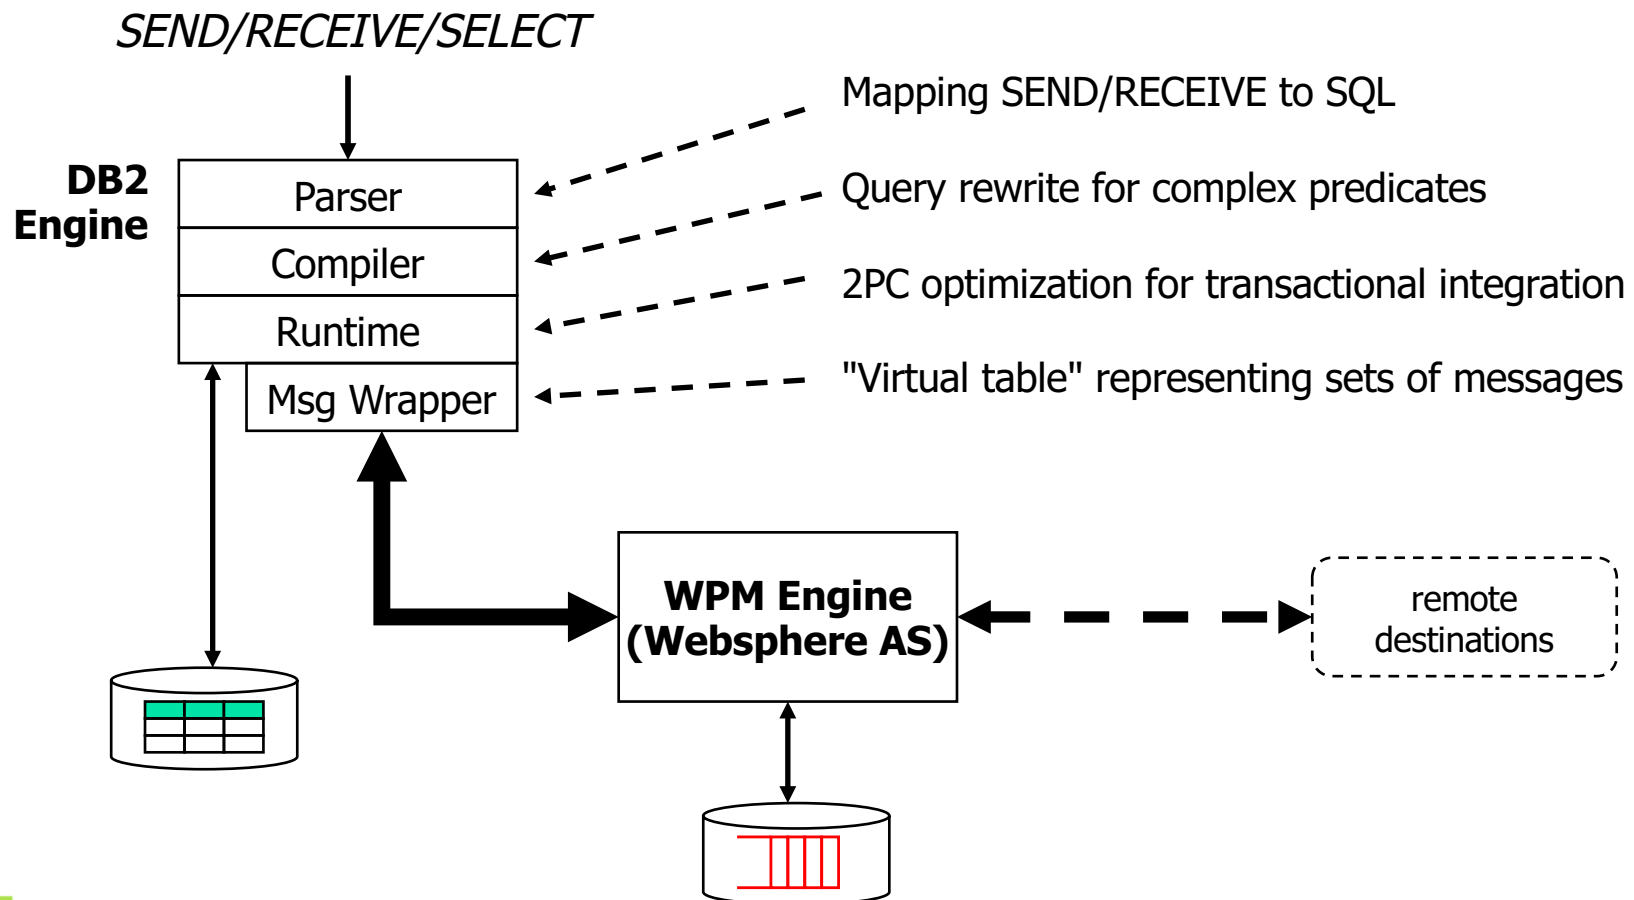 SEND/RECEIVE/SELECT
Mapping SEND/RECEIVE to SQL
DB2
Engine
Parser
Query rewrite for complex predicates
Compiler
2PC optimization for transactional integration
Runtime
"Virtual table" representing sets of messages
Msg Wrapper
WPM Engine
(Websphere AS)
remote
destinations